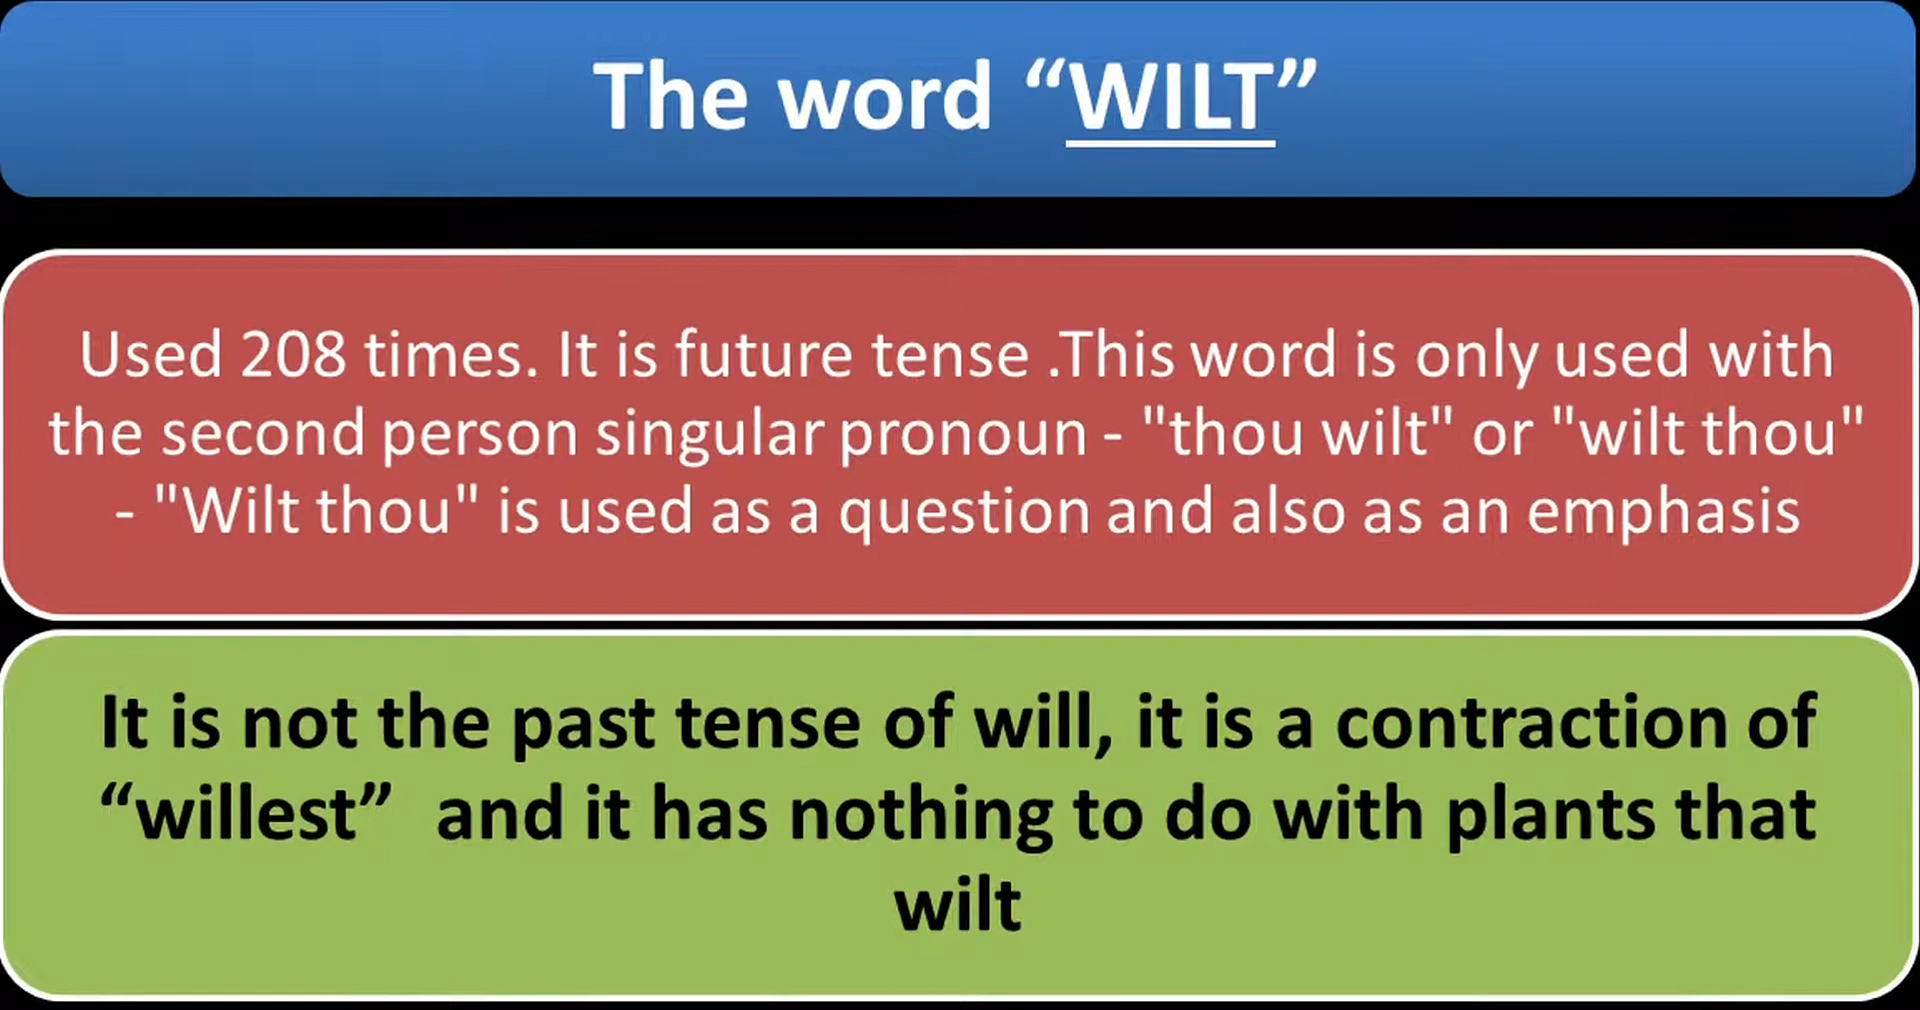 The word “WILT”
Used 208 times. It is future tense .This word is only used with
the second person singular pronoun - "thou wilt" or "wilt thou"
- "Wilt thou" is used as a question and also as an emphasis
It is not the past tense of will, it is a contraction of
“willest”  and it has nothing to do with plants that
wilt